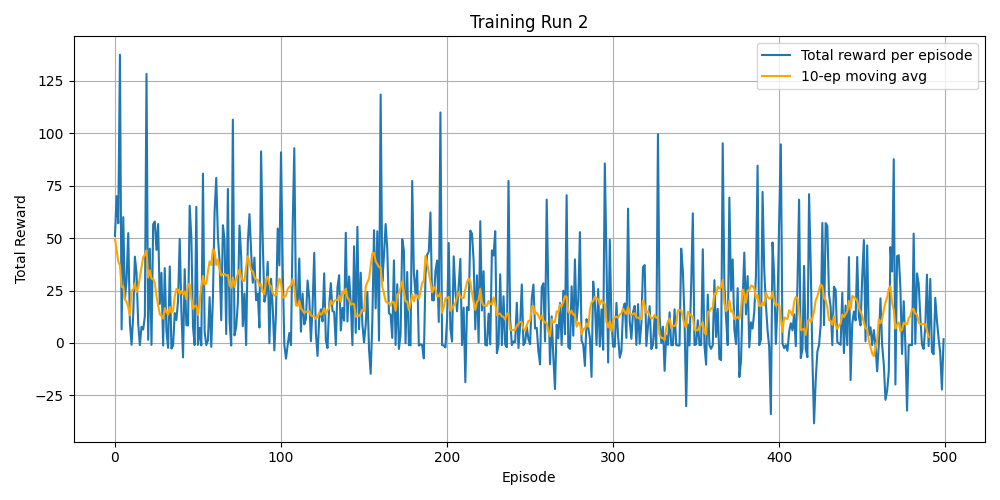 Training Run 2
Total reward per episode
10-ep moving avg
Total Reward
125
100
75
50
25
0
−25
0 100 200 300 400 500
Episode